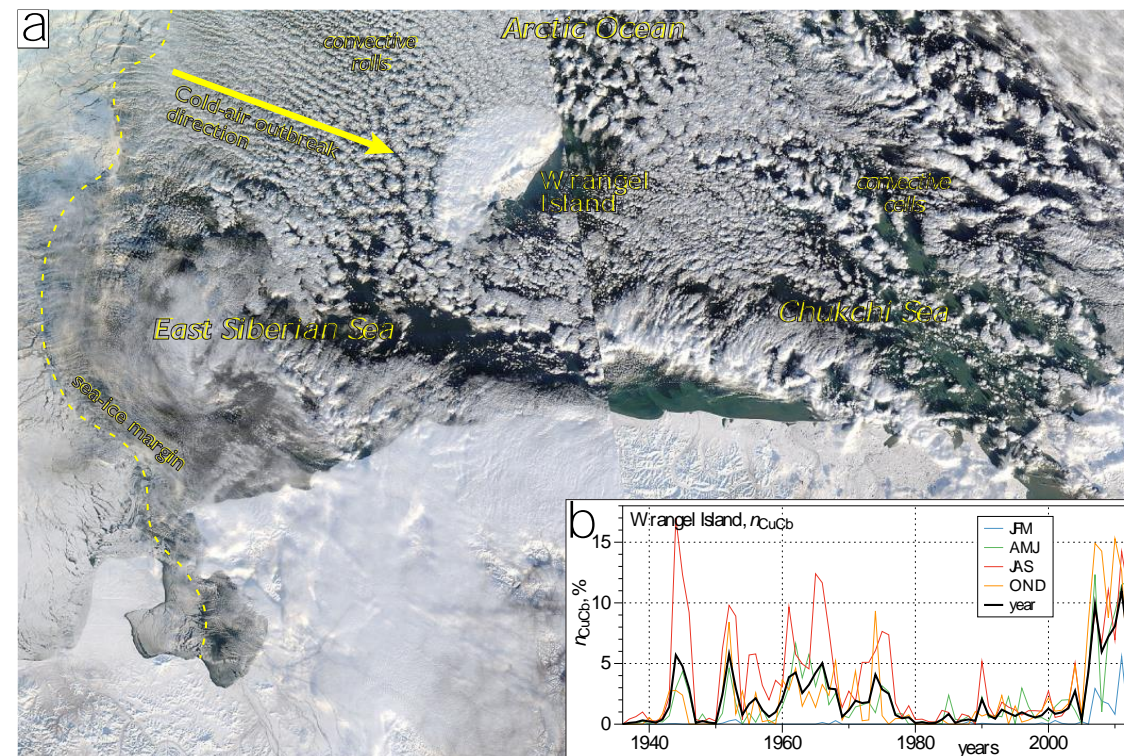 a
Arctic Ocean
convective
rolls
Cold-air outbreak
direction
Wrangel
Island
convective
cells
East Siberian Sea
Chukchi Sea
sea-ice margin
b
Wrangel Island, nCuCb
JFM
AMJ
JAS
OND
year
nCuCb, %
15
10
5
0
1940
1960
1980
2000
years